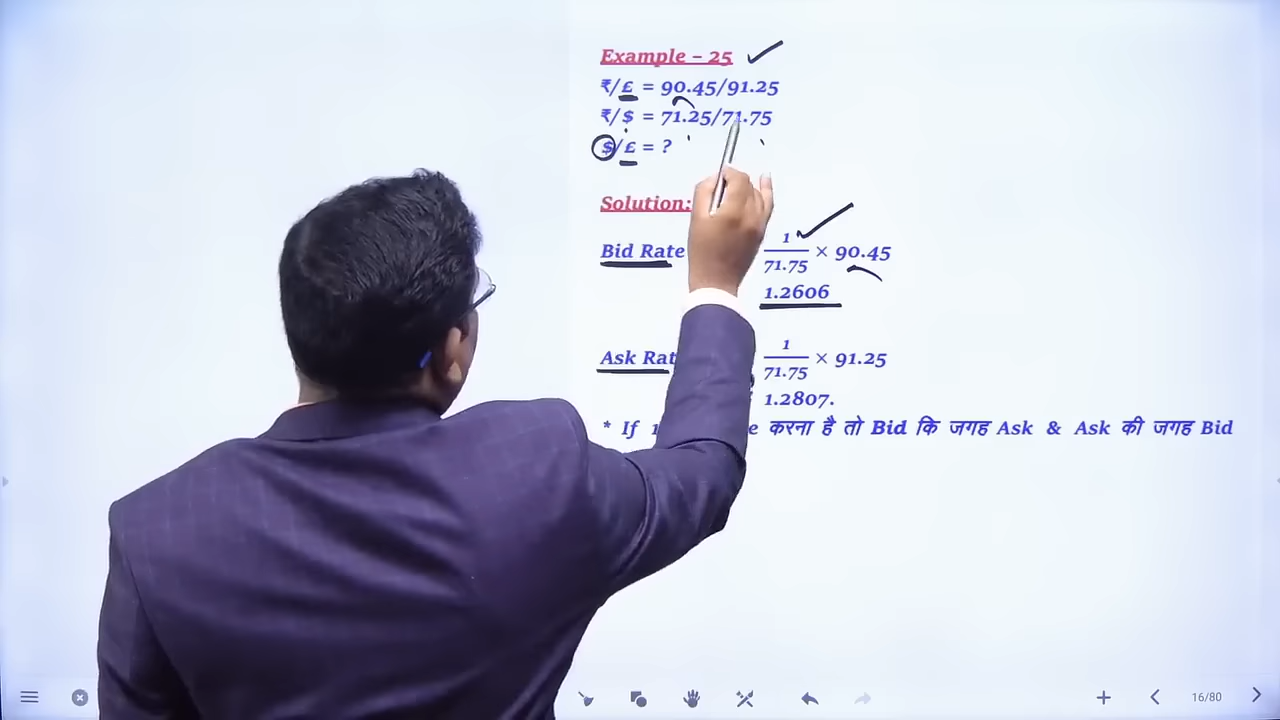 Example – 25
₹/£ = 90.45/91.25
₹/$ = 71.25/71.75
$/£ = ?
Solution:
Bid Rate 1/71.75 × 90.45
1.2606
Ask 1/71.75 × 91.25
1.2807.
* If करना है तो Bid कि जगह Ask & Ask की जगह Bid
16/80